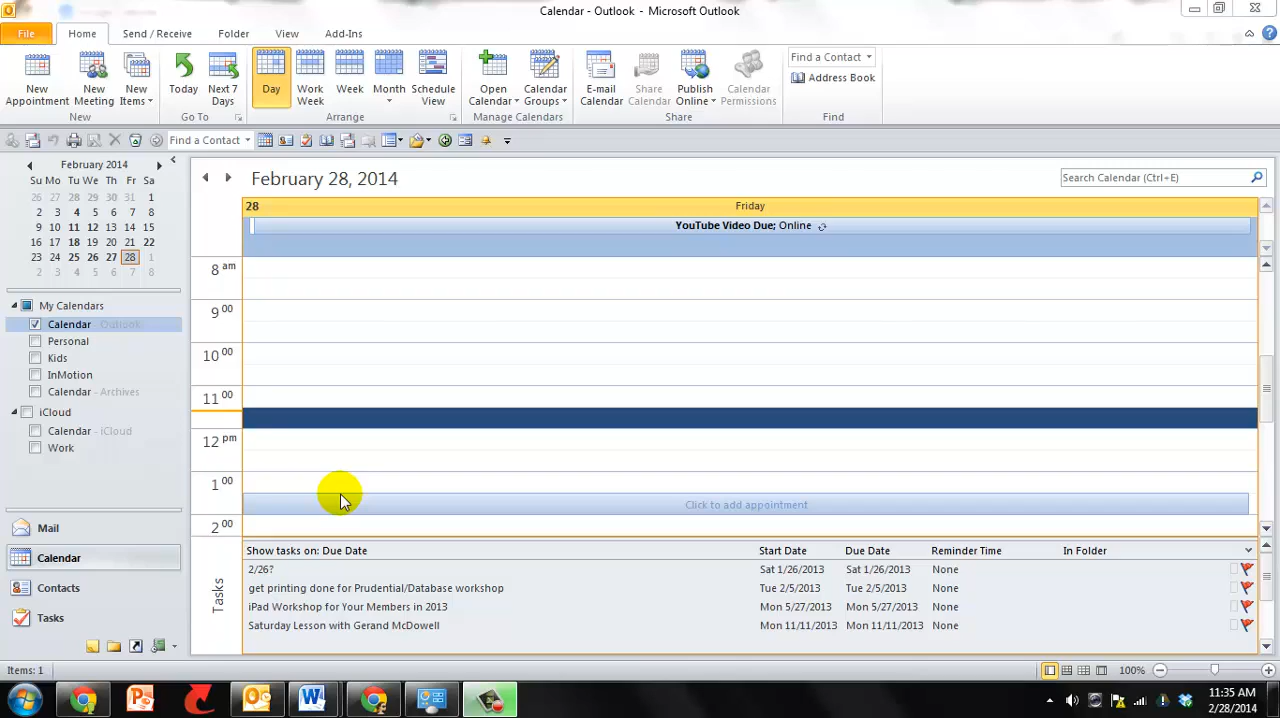 Calendar - Outlook - Microsoft Outlook
File Home Send / Receive Folder View Add-Ins
New Appointment
New Meeting
New Items
Today
Next 7 Days
Day
Work Week
Week
Month
Schedule View
Open Calendar
Calendar Groups
E-mail Calendar
Share Calendar
Publish Online
Calendar Permissions
Find a Contact
Address Book
New Go To Arrange Manage Calendars Share Find
Find a Contact
February 2014
Su Mo Tu We Th Fr Sa
26 27 28 29 30 31 1
2 3 4 5 6 7 8
9 10 11 12 13 14 15
16 17 18 19 20 21 22
23 24 25 26 27 28 1
2 3 4 5 6 7 8
My Calendars
Calendar - Outlook
Personal
Kids
InMotion
Calendar - Archives
iCloud
Calendar - iCloud
Work
Mail
Calendar
Contacts
Tasks
February 28, 2014
Search Calendar (Ctrl+E)
28 Friday
YouTube Video Due; Online
8 am
9 00
10 00
11 00
12 pm
1 00
Click to add appointment
2 00
Tasks
Show tasks on: Due Date Start Date Due Date Reminder Time In Folder
2/26? Sat 1/26/2013 Sat 1/26/2013 None
get printing done for Prudential/Database workshop Tue 2/5/2013 Tue 2/5/2013 None
iPad Workshop for Your Members in 2013 Mon 5/27/2013 Mon 5/27/2013 None
Saturday Lesson with Gerand McDowell Mon 11/11/2013 Mon 11/11/2013 None
Items: 1
100%
11:35 AM
2/28/2014